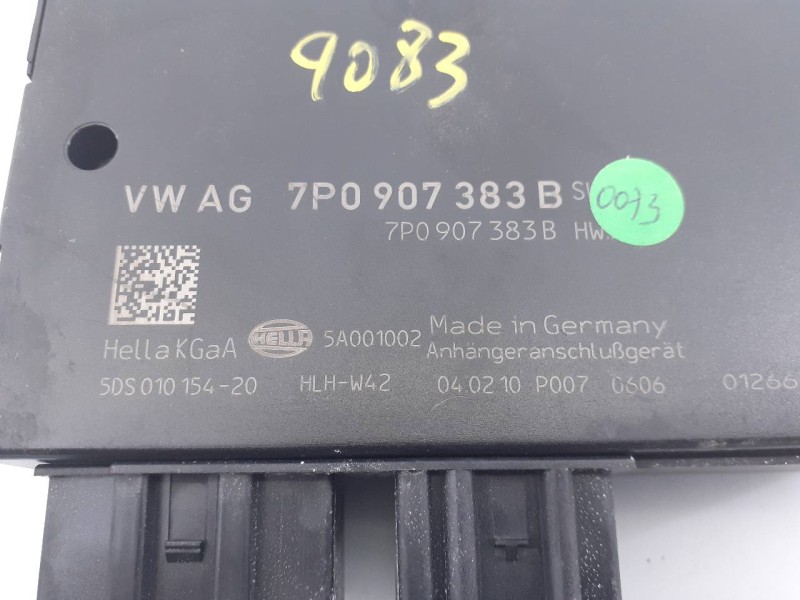 9083
VW AG 7P0 907 383 B
0073
7P0 907 383 B HW
Hella KGaA HELLA 5A001002 Made in Germany
Anhängeranschlußgerät
5DS 010 154-20 HLH-W42 04.02.10 P007 0606 01266